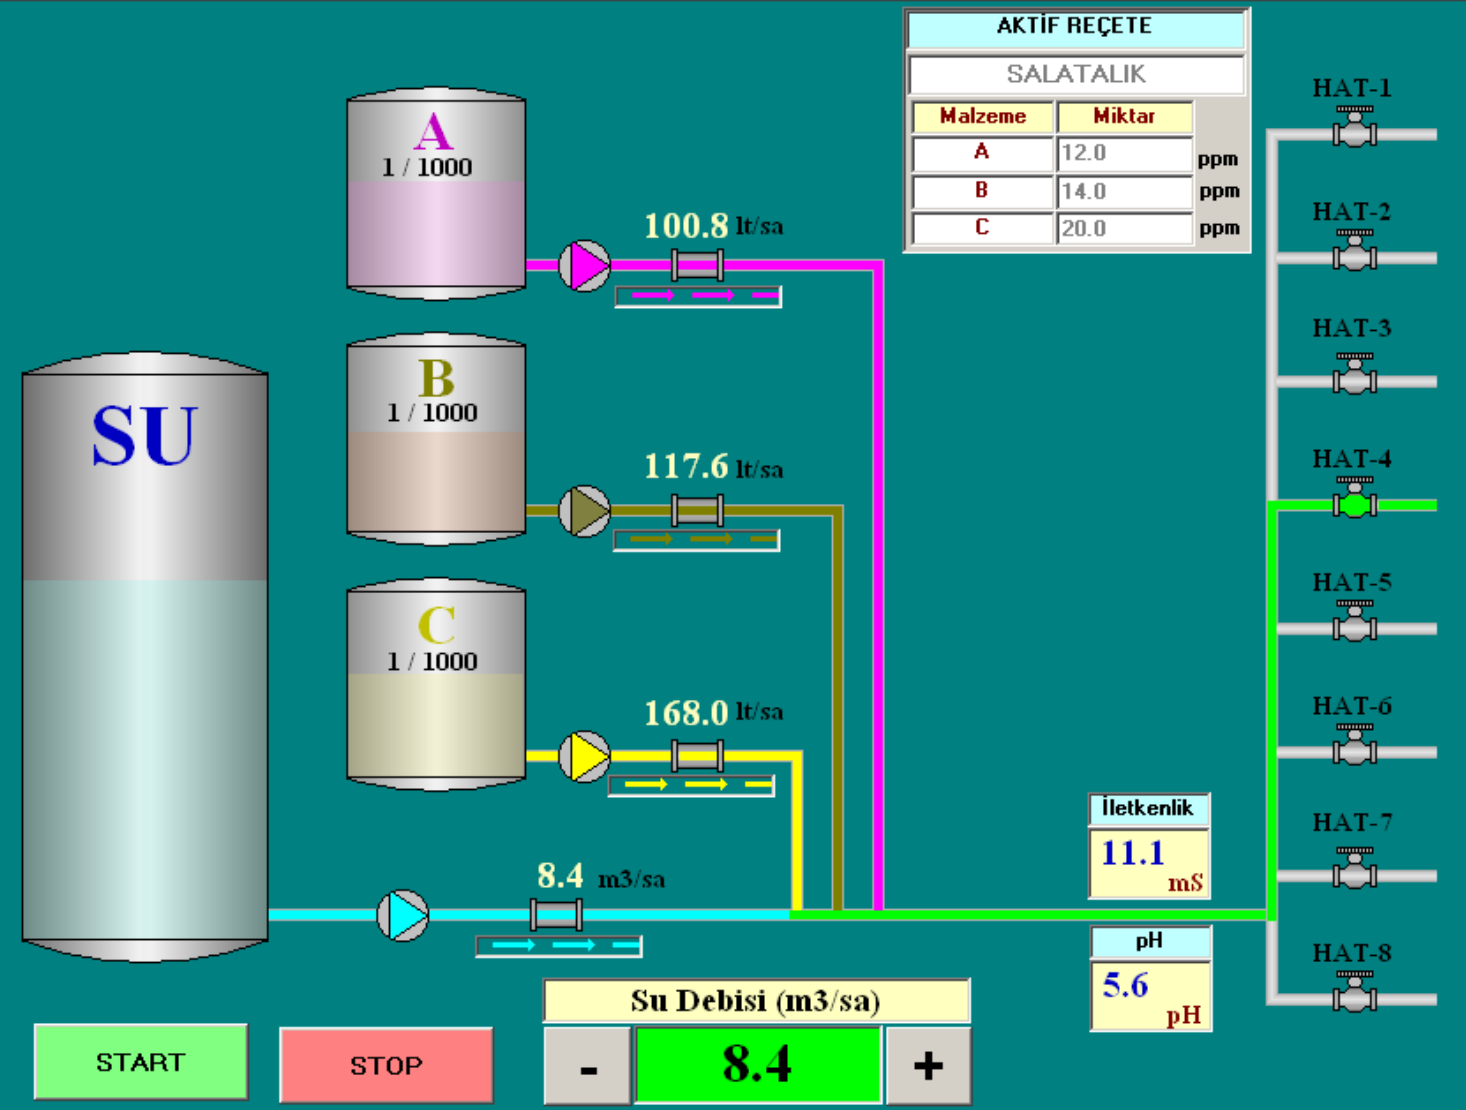 AKTİF REÇETE
SALATALIK
Malzeme Miktar
A 12.0 ppm
B 14.0 ppm
C 20.0 ppm
A
1 / 1000
100.8 lt/sa
B
1 / 1000
117.6 lt/sa
C
1 / 1000
168.0 lt/sa
SU
8.4 m3/sa
HAT-1
HAT-2
HAT-3
HAT-4
HAT-5
HAT-6
HAT-7
HAT-8
İletkenlik
11.1
mS
pH
5.6
pH
Su Debisi (m3/sa)
START
STOP
- 8.4 +